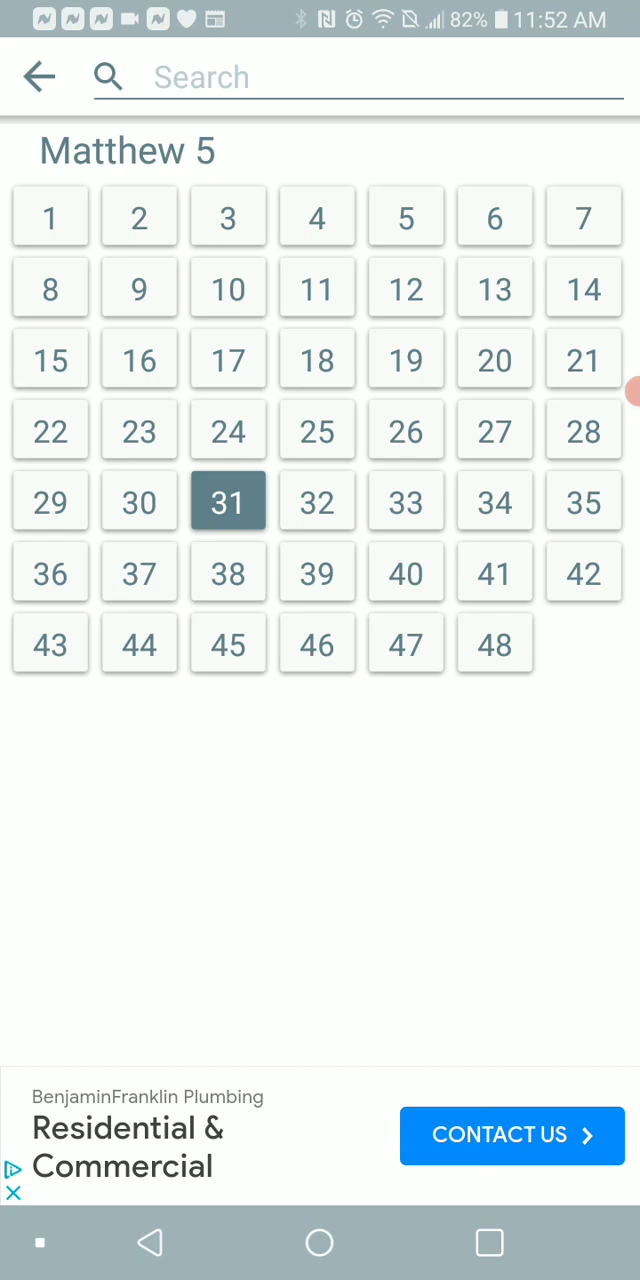 82% 11:52 AM
Search
Matthew 5
1 2 3 4 5 6 7
8 9 10 11 12 13 14
15 16 17 18 19 20 21
22 23 24 25 26 27 28
29 30 31 32 33 34 35
36 37 38 39 40 41 42
43 44 45 46 47 48
BenjaminFranklin Plumbing
Residential &
Commercial
CONTACT US